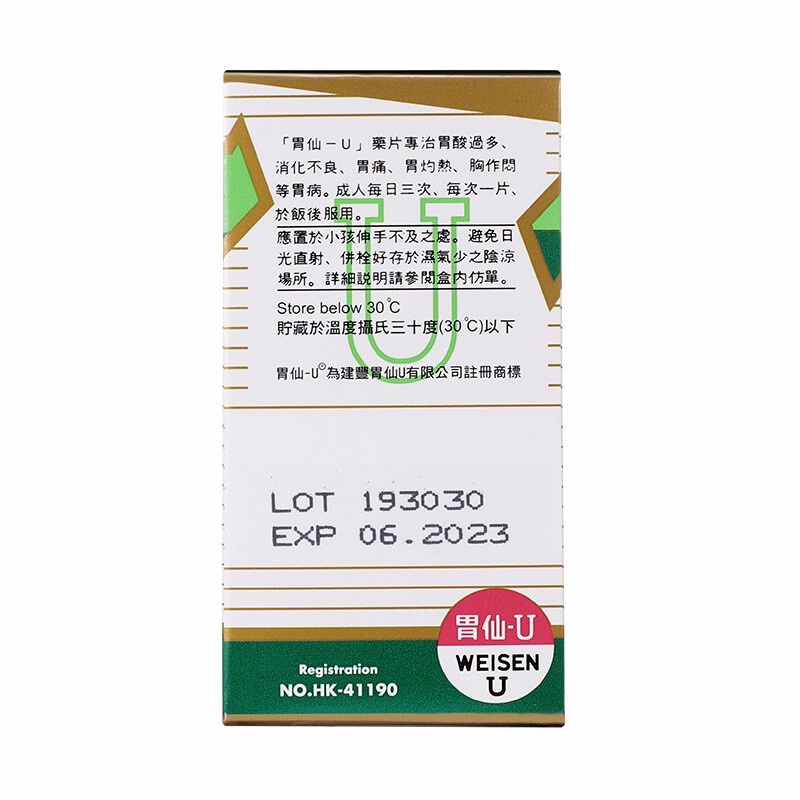 「胃仙－U」藥片專治胃酸過多、
消化不良、胃痛、胃灼熱、胸作悶
等胃病。成人每日三次、每次一片、
於飯後服用。
應置於小孩伸手不及之處。避免日
光直射、併栓好存於濕氣少之陰涼
場所。詳細説明請參閱盒内仿單。
Store below 30℃
貯藏於溫度攝氏三十度(30℃)以下
胃仙-U®為建豐胃仙U有限公司註冊商標
U
LOT 193030
EXP 06.2023
胃仙-U
WEISEN
U
Registration
NO.HK-41190